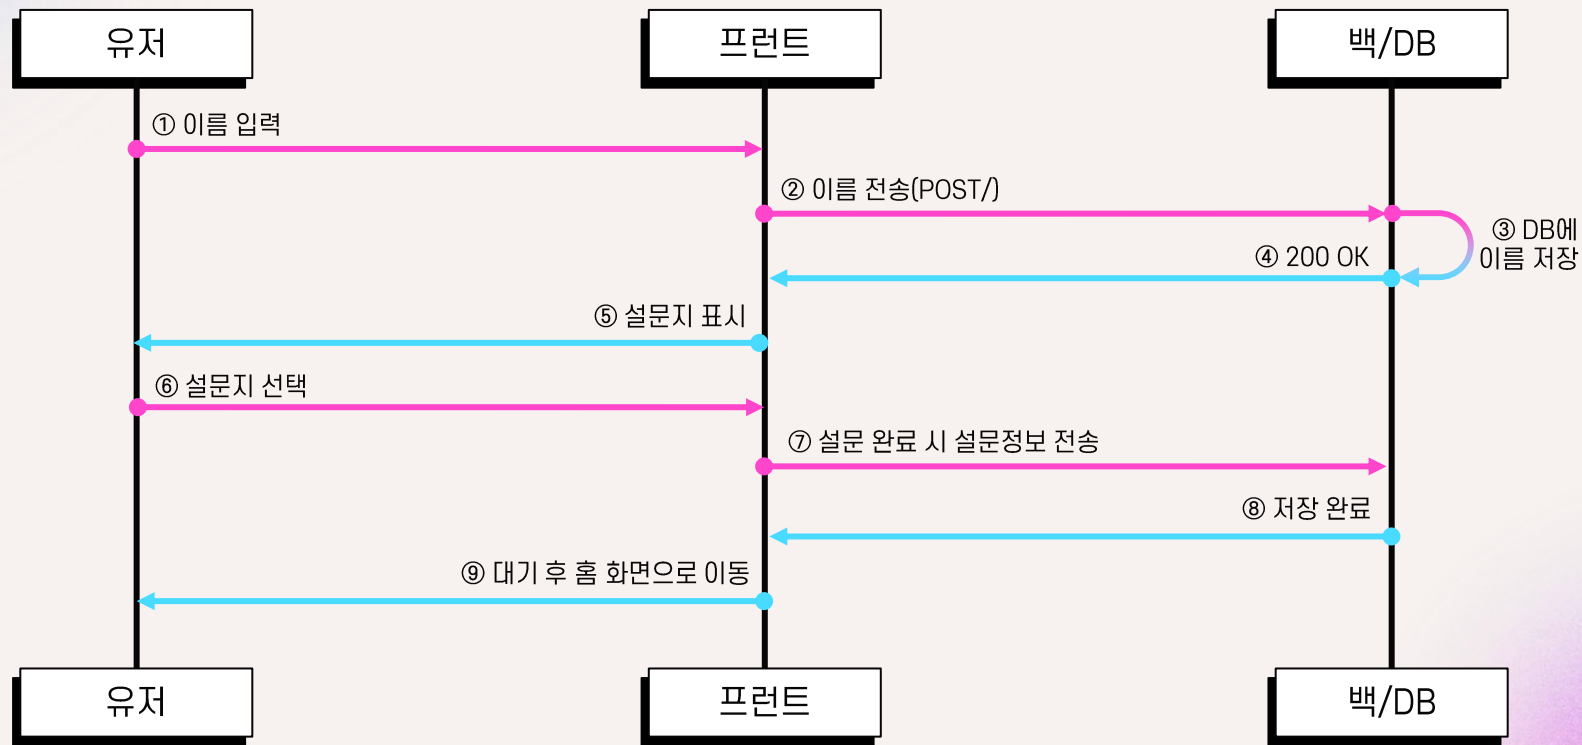 유저
프런트
백/DB
① 이름 입력
② 이름 전송(POST/)
③ DB에
이름 저장
④ 200 OK
⑤ 설문지 표시
⑥ 설문지 선택
⑦ 설문 완료 시 설문정보 전송
⑧ 저장 완료
⑨ 대기 후 홈 화면으로 이동
유저
프런트
백/DB